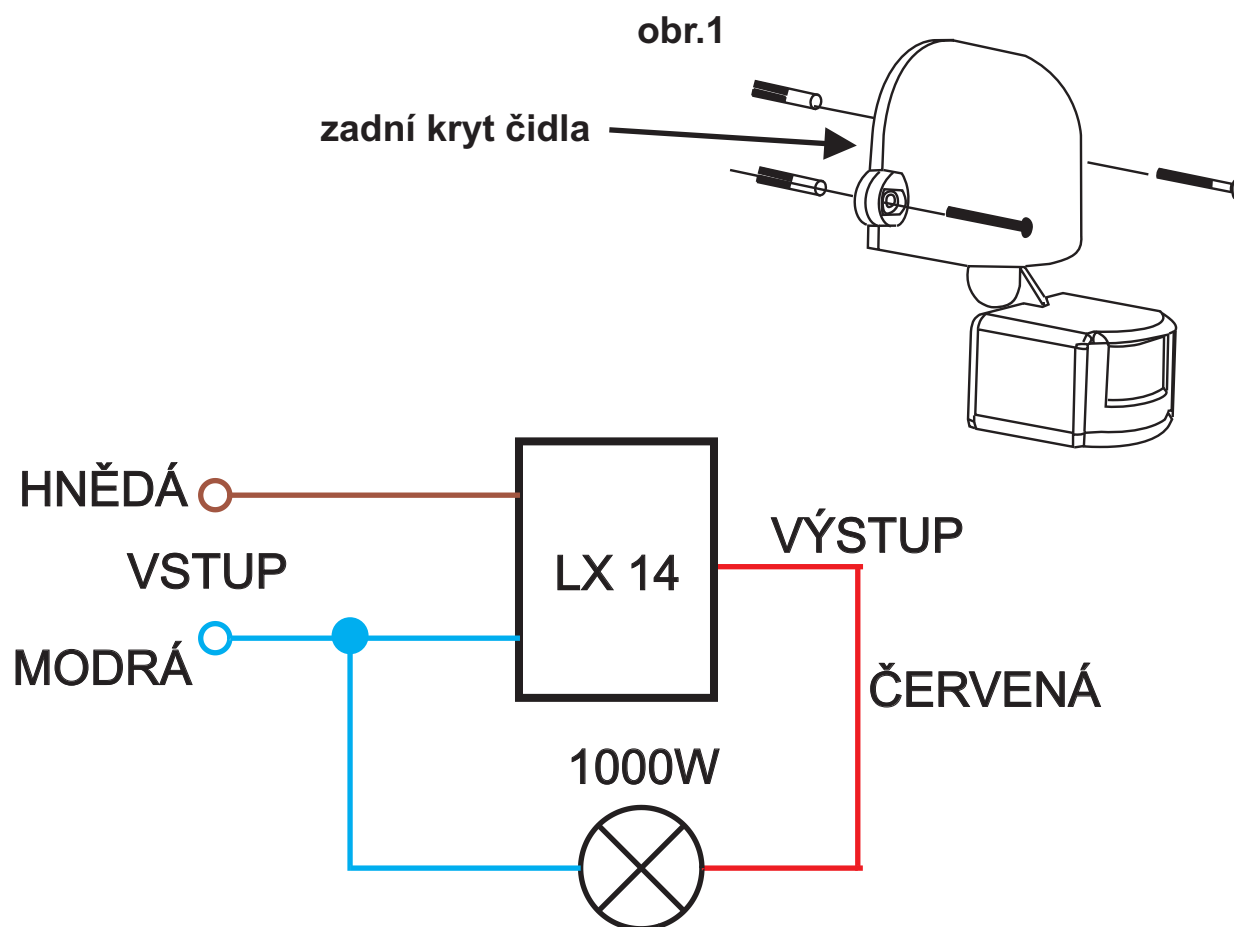 obr.1
zadní kryt čidla
HNĚDÁ
VSTUP
MODRÁ
LX 14
VÝSTUP
ČERVENÁ
1000W